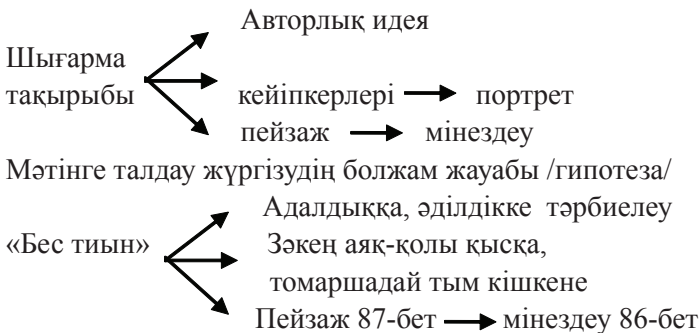 Авторлық идея
Шығарма
тақырыбы
кейіпкерлері портрет
пейзаж мінездеу
Мәтінге талдау жүргізудің болжам жауабы /гипотеза/
Адалдыққа, әділдікке тәрбиелеу
«Бес тиын»
Зәкең аяқ-қолы қысқа,
томаршадай тым кішкене
Пейзаж 87-бет мінездеу 86-бет